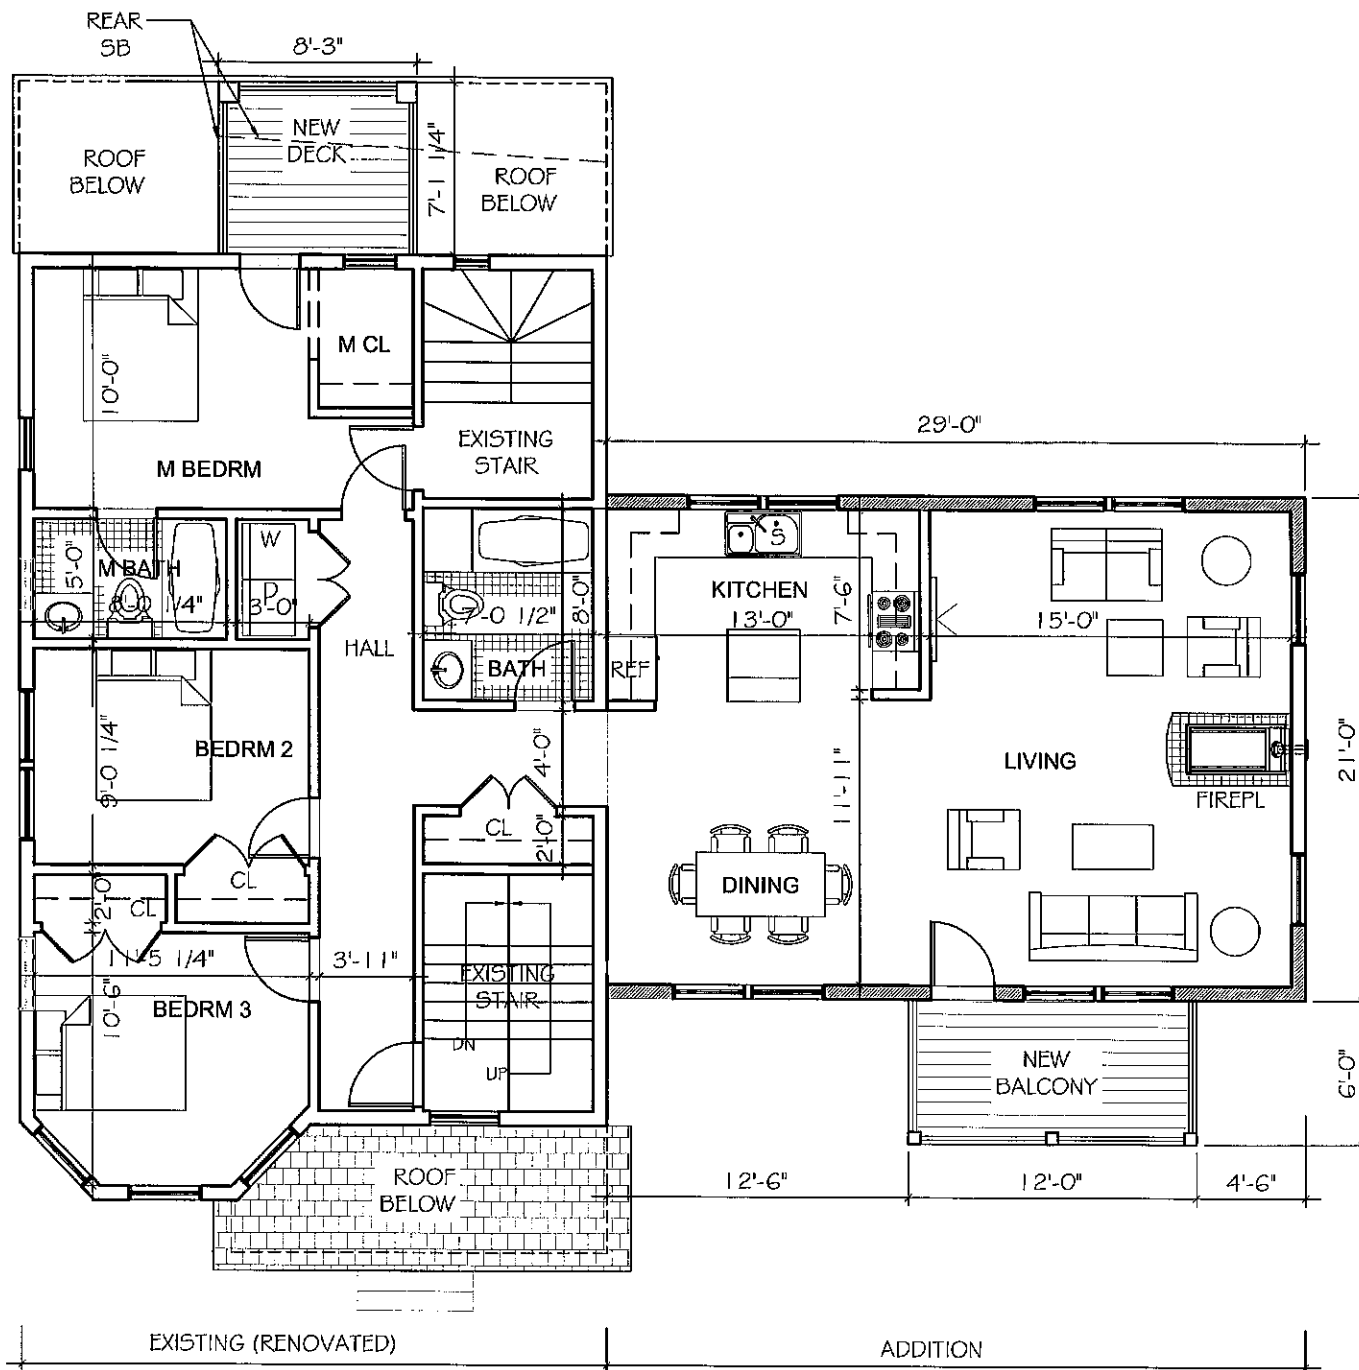 REAR
SB
8'-3"
NEW
DECK
ROOF
BELOW
7'-1 1/4"
ROOF
BELOW
M CL
10'-0"
M BEDRM
EXISTING
STAIR
29'-0"
W
5'-0"
M BATH
8'-0 1/4"
3'-0"
HALL
7'-0 1/2"
8'-0"
BATH
REF
S
KITCHEN
13'-0"
7'-6"
15'-0"
BEDRM 2
9'-0 1/4"
4'-0"
LIVING
FIREPL
21'-0"
11'-11"
CL
2'-0"
CL
CL
2'-0"
DINING
11'-5 1/4"
3'-11"
EXISTING
STAIR
BEDRM 3
10'-6"
DN
UP
NEW
BALCONY
6'-0"
ROOF
BELOW
12'-6"
12'-0"
4'-6"
EXISTING (RENOVATED)
ADDITION